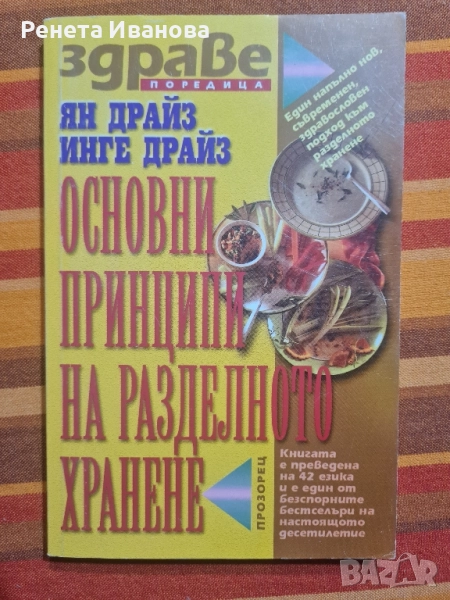 Ренета Иванова
здраве
ПОРЕДИЦА
ЯН ДРАЙЗ
ИНГЕ ДРАЙЗ
Един напълно нов,
съвременен,
здравословен
подход към
разделното
хранене
ОСНОВНИ
ПРИНЦИПИ
НА РАЗДЕЛНОТО
ХРАНЕНЕ
ПРОЗОРЕЦ
Книгата
е преведена
на 42 езика
и е един от
безспорните
бестселъри на
настоящото
десетилетие
BAZAR